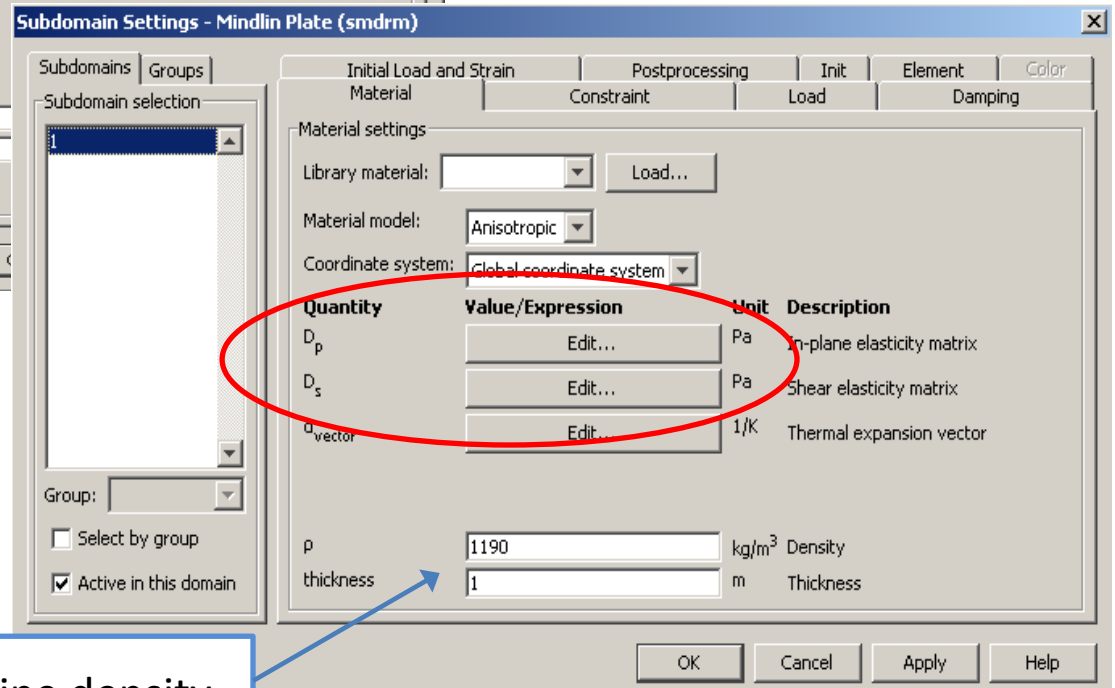 Subdomain Settings - Mindlin Plate (smdrm)
Subdomains Groups
Subdomain selection
1
Group:
Select by group
Active in this domain
Initial Load and Strain Postprocessing Init Element Color
Material Constraint Load Damping
Material settings
Library material: Load...
Material model: Anisotropic
Coordinate system: Global coordinate system
Quantity Value/Expression Unit Description
Dp Edit... Pa In-plane elasticity matrix
Ds Edit... Pa Shear elasticity matrix
αvector Edit... 1/K Thermal expansion vector
ρ 1190 kg/m³ Density
thickness 1 m Thickness
OK Cancel Apply Help
density